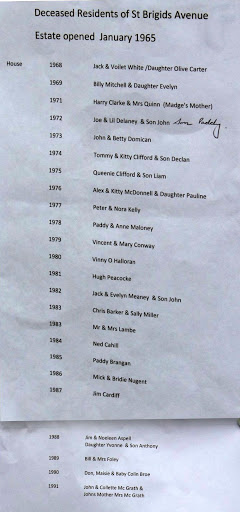 Deceased Residents of St Brigids Avenue
Estate opened January 1965
House 1968 Jack & Voilet White /Daughter Olive Carter
1969 Billy Mitchell & Daughter Evelyn
1971 Harry Clarke & Mrs Quinn (Madge's Mother)
1972 Joe & Lil Delaney & Son John Son Paddy.
1973 John & Betty Domican
1974 Tommy & Kitty Clifford & Son Declan
1975 Queenie Clifford & Son Liam
1976 Alex & Kitty McDonnell & Daughter Pauline
1977 Peter & Nora Kelly
1978 Paddy & Anne Maloney
1979 Vincent & Mary Conway
1980 Vinny O Halloran
1981 Hugh Peacocke
1982 Jack & Evelyn Meaney & Son John
1983 Chris Barker & Sally Miller
1983 Mr & Mrs Lambe
1984 Ned Cahill
1985 Paddy Brangan
1986 Mick & Bridie Nugent
1987 Jim Cardiff
1988 Jim & Noeleen Aspell
Daughter Yvonne & Son Anthony
1989 Bill & Mrs Foley
1990 Don, Maisie & Baby Colin Broe
1991 John & Collette Mc Grath &
Johns Mother Mrs Mc Grath